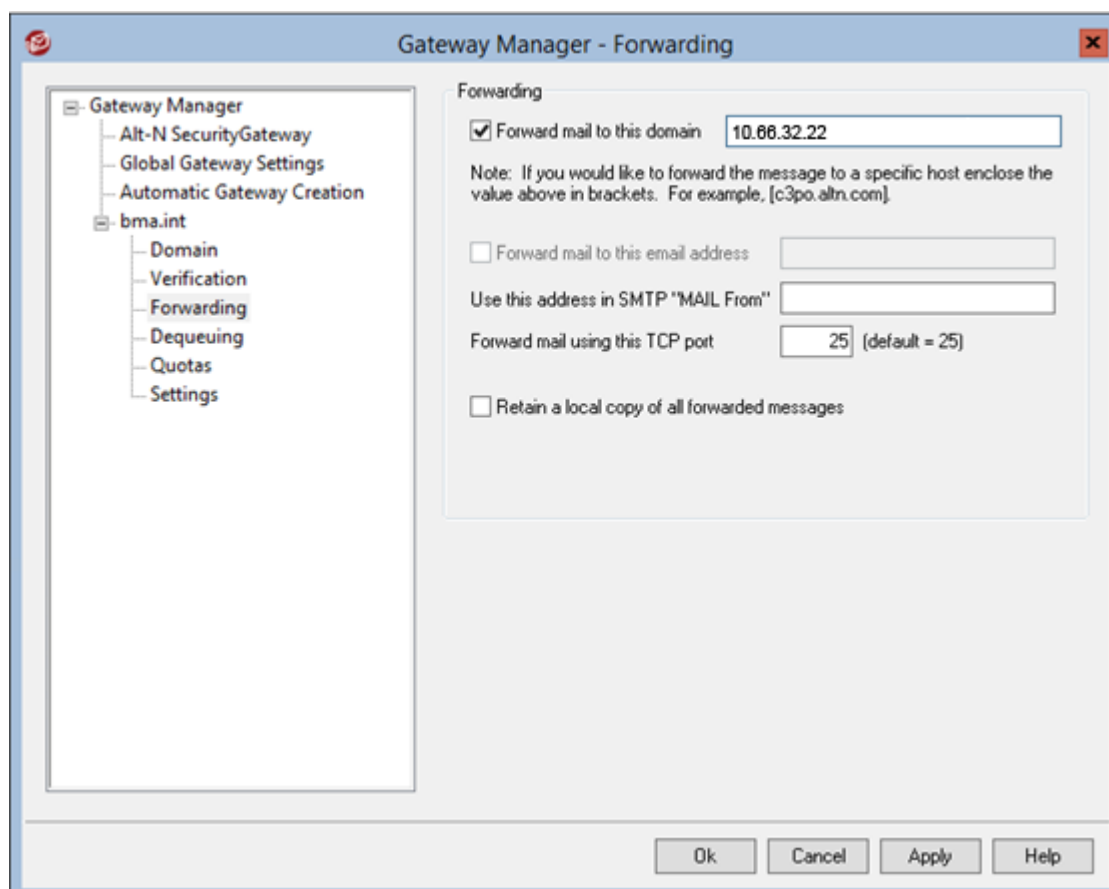 Gateway Manager - Forwarding
Gateway Manager
Alt-N SecurityGateway
Global Gateway Settings
Automatic Gateway Creation
bma.int
Domain
Verification
Forwarding
Dequeuing
Quotas
Settings
Forwarding
Forward mail to this domain 10.66.32.22
Note: If you would like to forward the message to a specific host enclose the
value above in brackets. For example, [c3po.altn.com].
Forward mail to this email address
Use this address in SMTP "MAIL From"
Forward mail using this TCP port 25 (default = 25)
Retain a local copy of all forwarded messages
Ok Cancel Apply Help